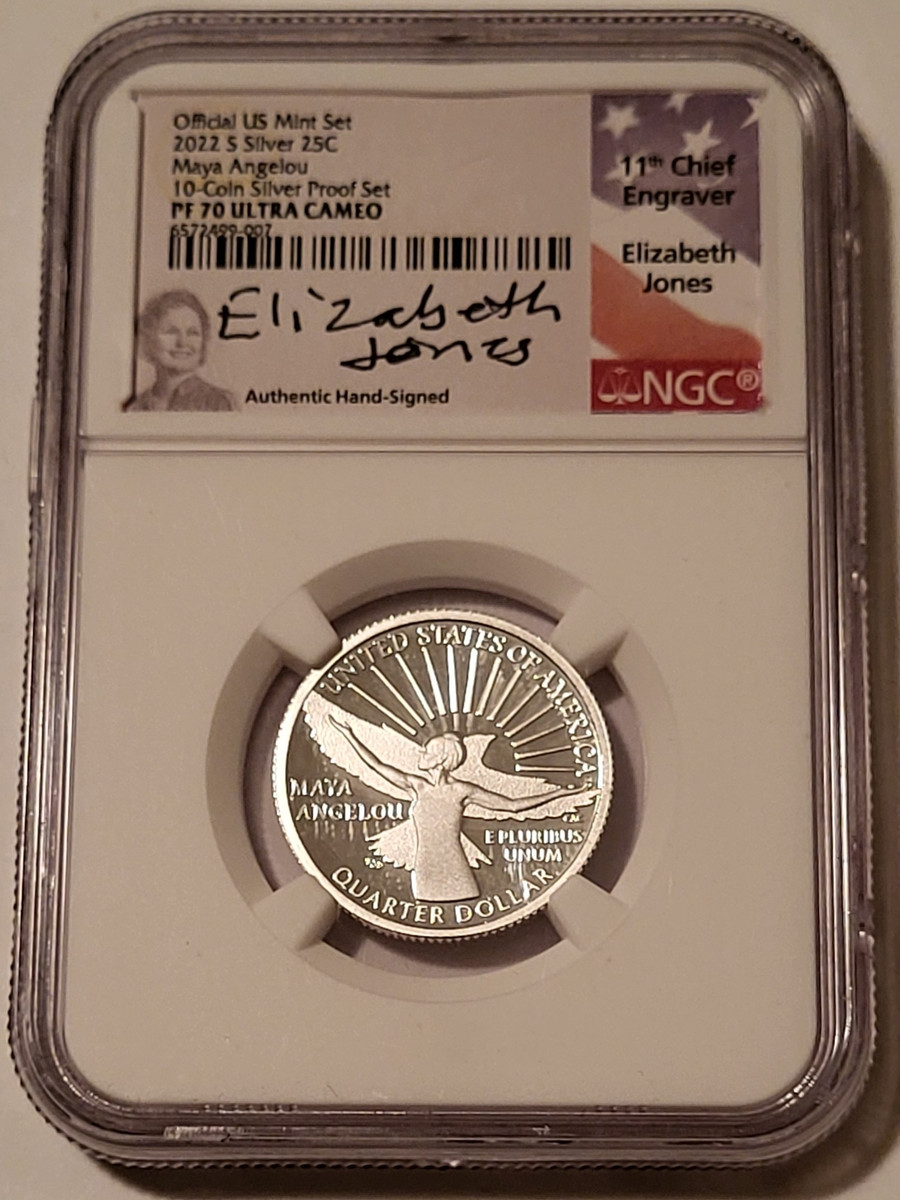 Official US Mint Set
2022 S Silver 25C
Maya Angelou
10-Coin Silver Proof Set
PF 70 ULTRA CAMEO
6572499-007
Elizabeth
Jones
Authentic Hand-Signed
11th Chief
Engraver
Elizabeth
Jones
NGC®
UNITED STATES OF AMERICA
MAYA
ANGELOU
E PLURIBUS
UNUM
QUARTER DOLLAR